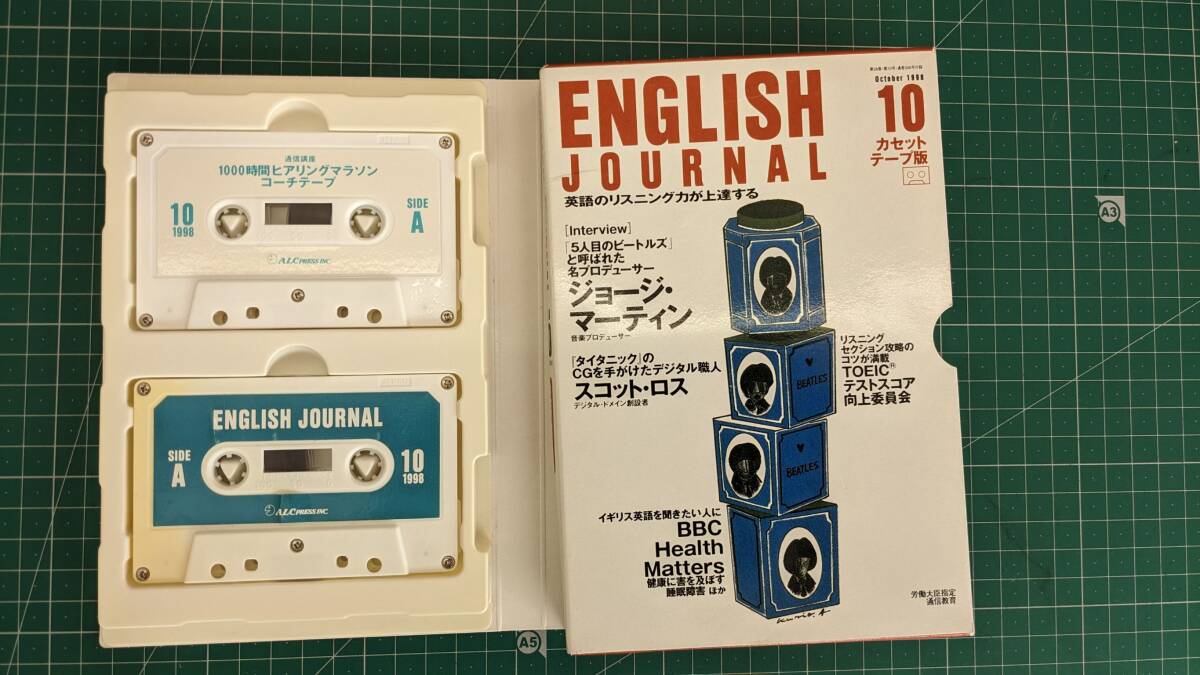 通信講座
1000時間ヒアリングマラソン
コーチテープ
10
1998
SIDE
A
ALC PRESS INC.
ENGLISH JOURNAL
SIDE
A
10
1998
ALC PRESS INC.
ENGLISH
JOURNAL
英語のリスニング力が上達する
October 1998
10
カセット
テープ版
[Interview]
「5人目のビートルズ」
と呼ばれた
名プロデューサー
ジョージ・
マーティン
音楽プロデューサー
『タイタニック』の
CGを手がけたデジタル職人
スコット・ロス
デジタル・ドメイン創設者
リスニング
セクション攻略の
コツが満載
TOEIC®
テストスコア
向上委員会
BEATLES
BEATLES
イギリス英語を聞きたい人に
BBC
Health
Matters
健康に害を及ぼす
睡眠障害 ほか
労働大臣指定
通信教育
A3
A5